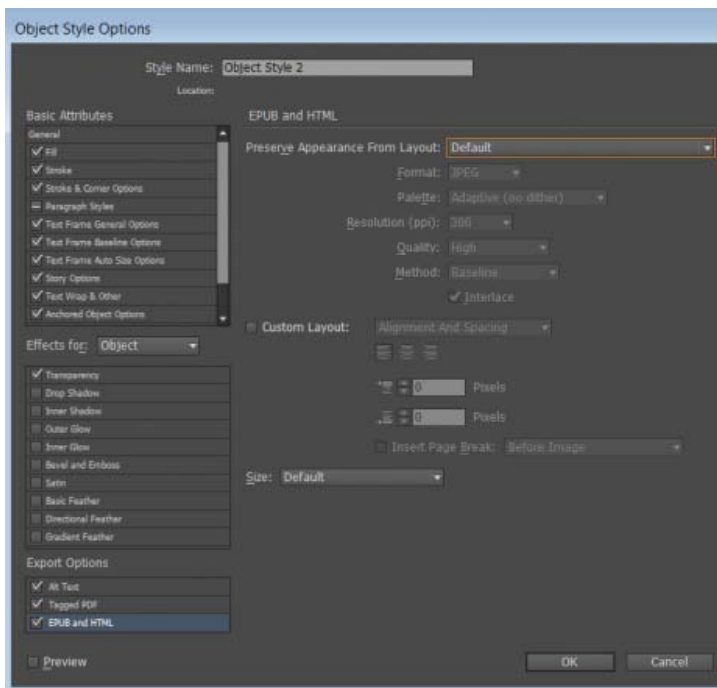 Object Style Options
Style Name: Object Style 2
Location:
Basic Attributes
General
Fill
Stroke
Stroke & Corner Options
Paragraph Styles
Text Frame General Options
Text Frame Baseline Options
Text Frame Auto Size Options
Story Options
Text Wrap & Other
Anchored Object Options
Effects for: Object
Transparency
Drop Shadow
Inner Shadow
Outer Glow
Inner Glow
Bevel and Emboss
Satin
Basic Feather
Directional Feather
Gradient Feather
Export Options
Alt Text
Tagged PDF
EPUB and HTML
Preview
EPUB and HTML
Preserve Appearance From Layout: Default
Format: JPEG
Palette: Adaptive (no dither)
Resolution (ppi): 300
Quality: High
Method: Baseline
Interlace
Custom Layout: Alignment And Spacing
0 Pixels
0 Pixels
Insert Page Break: Before Image
Size: Default
OK Cancel